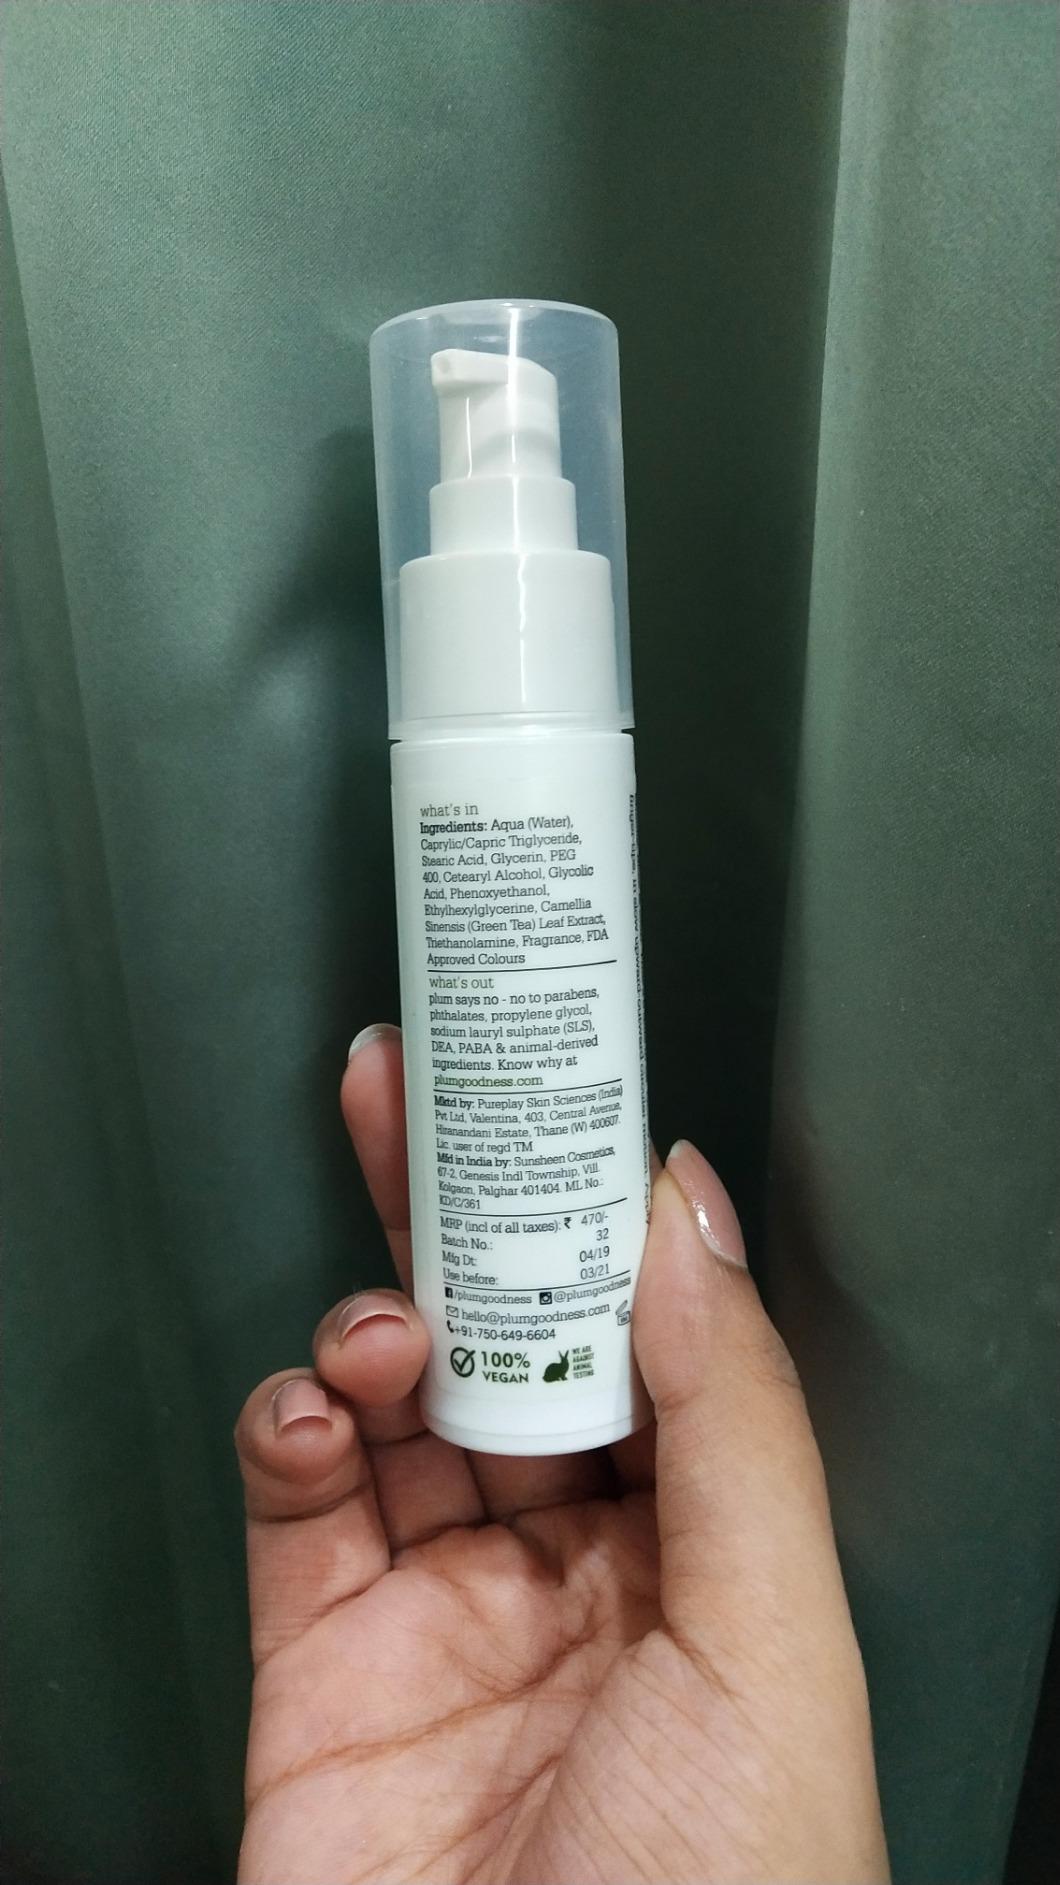 what's in
Ingredients: Aqua (Water),
Caprylic/Capric Triglyceride,
Stearic Acid, Glycerin, PEG
400, Cetearyl Alcohol, Glycolic
Acid, Phenoxyethanol,
Ethylhexylglycerine, Camellia
Sinensis (Green Tea) Leaf Extract,
Triethanolamine, Fragrance, FDA
Approved Colours
what's out
plum says no - no to parabens,
phthalates, propylene glycol,
sodium lauryl sulphate (SLS),
DEA, PABA & animal-derived
ingredients. Know why at
plumgoodness.com
Mktd by: Pureplay Skin Sciences (India)
Pvt Ltd, Valentina, 403, Central Avenue,
Hiranandani Estate, Thane (W) 400607.
Lic. user of regd TM
Mfd in India by: Sunsheen Cosmetics,
67-2, Genesis Indl Township, Vill.
Kolgaon, Palghar 401404. ML No.:
KD/C/361
MRP (incl of all taxes): ₹ 470/-
Batch No.: 32
Mfg Dt: 04/19
Use before: 03/21
/plumgoodness @plumgoodness
hello@plumgoodness.com
+91-750-649-6604
100%
VEGAN
WE ARE
AGAINST
ANIMAL
TESTING